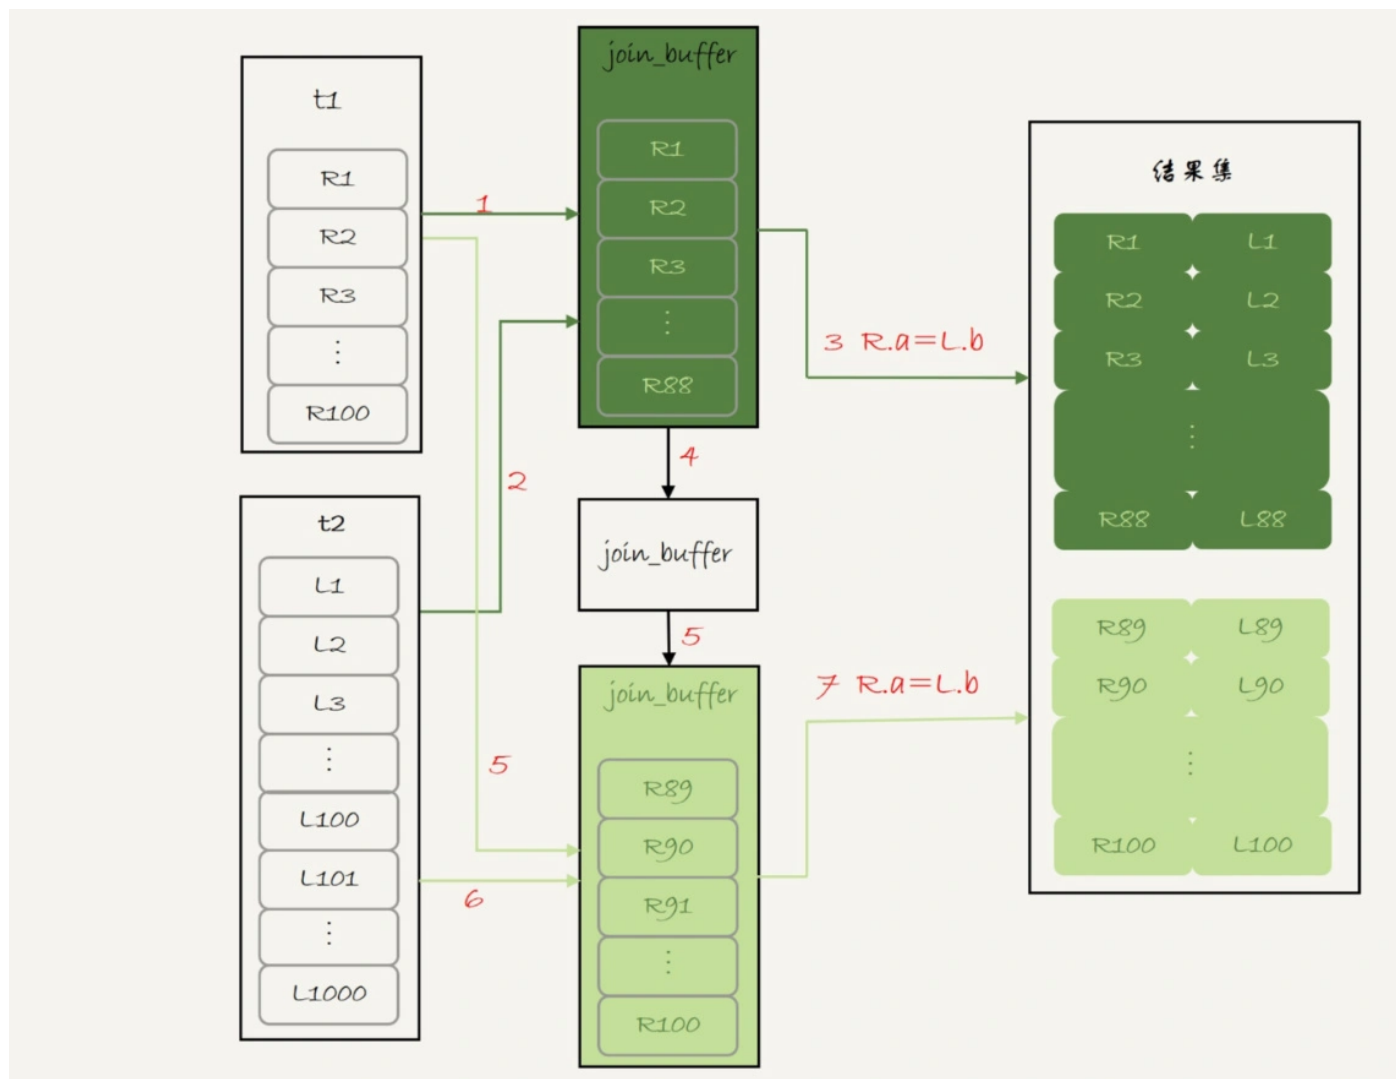 t1
R1
R2
R3
⋮
R100
t2
L1
L2
L3
⋮
L100
L101
⋮
L1000
1
2
5
6
join_buffer
R1
R2
R3
⋮
R88
4
join_buffer
5
join_buffer
R89
R90
R91
⋮
R100
3 R.a=L.b
7 R.a=L.b
结果集
R1 L1
R2 L2
R3 L3
⋮
R88 L88
R89 L89
R90 L90
⋮
R100 L100